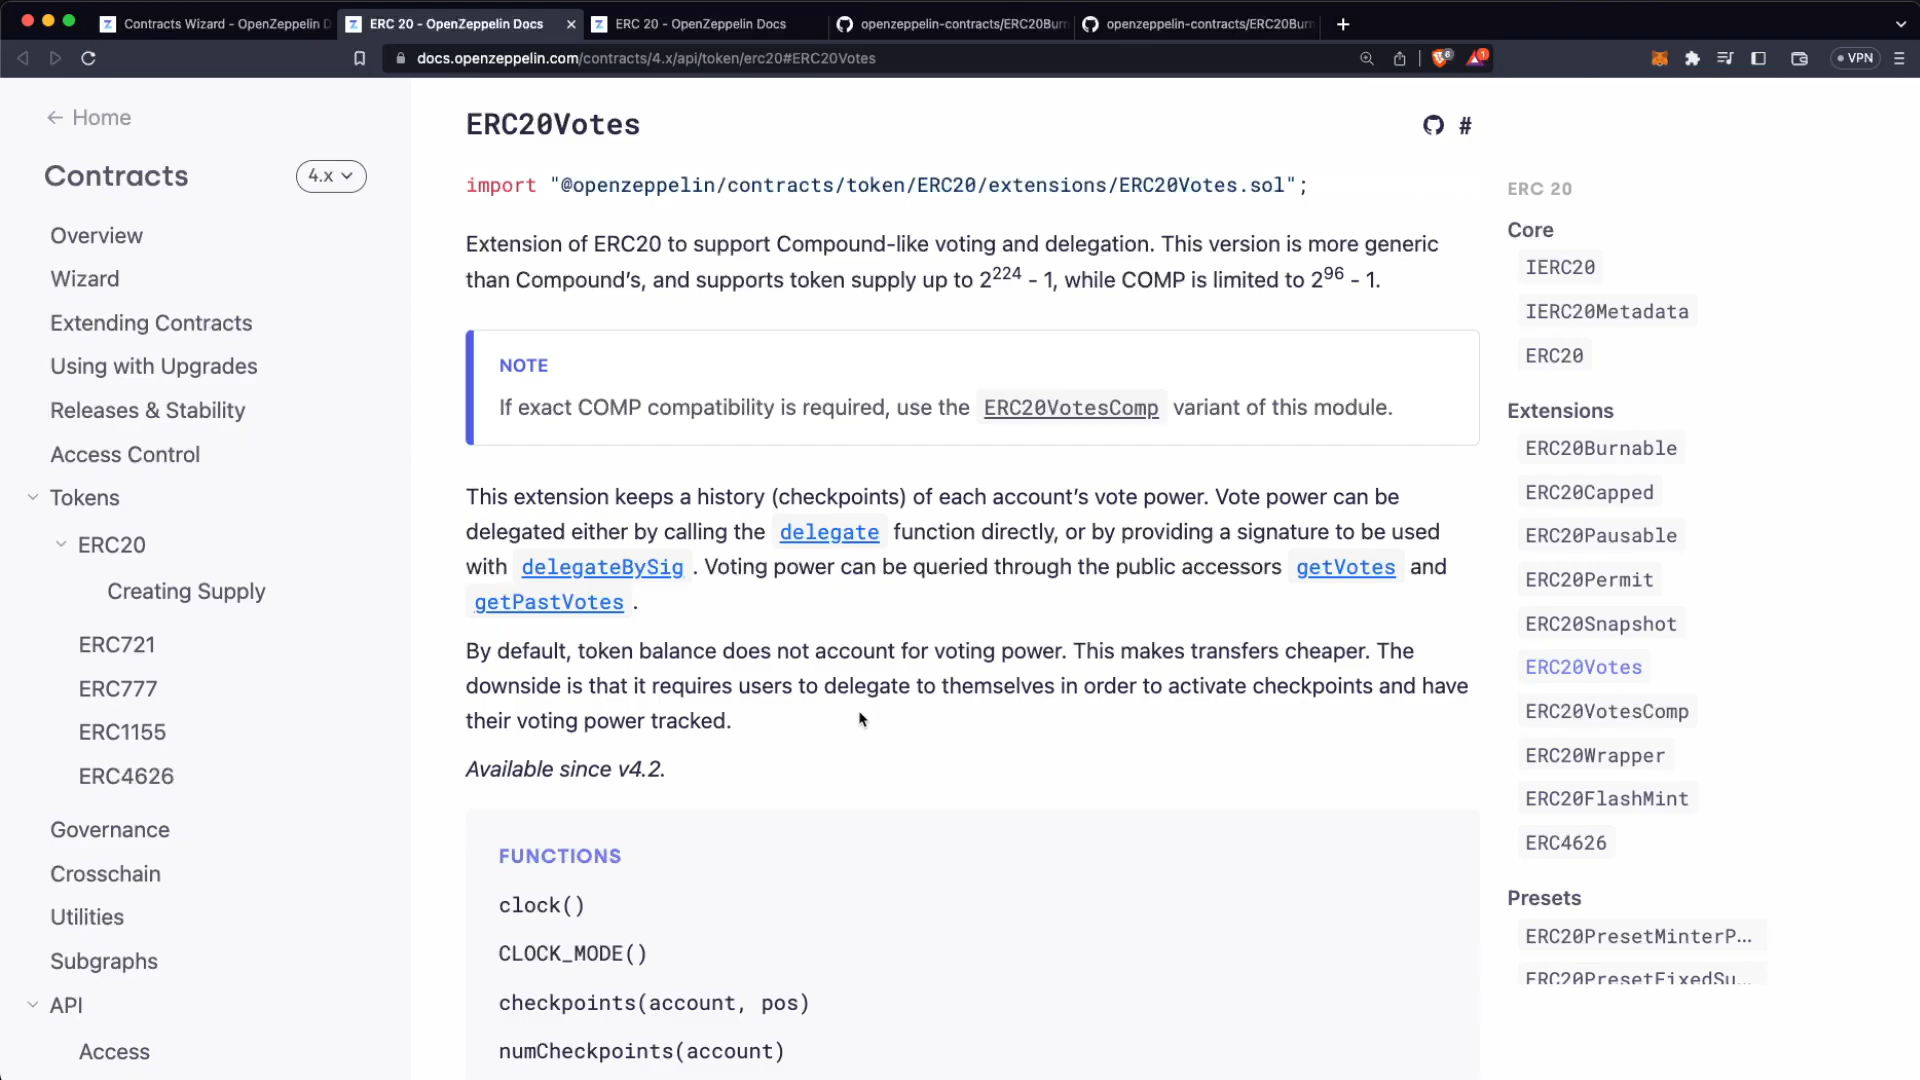 Contracts Wizard - OpenZeppelin D
ERC 20 - OpenZeppelin Docs
ERC 20 - OpenZeppelin Docs
openzeppelin-contracts/ERC20Burn
openzeppelin-contracts/ERC20Burn
docs.openzeppelin.com/contracts/4.x/api/token/erc20#ERC20Votes
6
1
VPN
← Home
Contracts
4.x
Overview
Wizard
Extending Contracts
Using with Upgrades
Releases & Stability
Access Control
Tokens
ERC20
Creating Supply
ERC721
ERC777
ERC1155
ERC4626
Governance
Crosschain
Utilities
Subgraphs
API
Access
ERC20Votes
#
import "@openzeppelin/contracts/token/ERC20/extensions/ERC20Votes.sol";
Extension of ERC20 to support Compound-like voting and delegation. This version is more generic
than Compound’s, and supports token supply up to 2^224 - 1, while COMP is limited to 2^96 - 1.
NOTE
If exact COMP compatibility is required, use the ERC20VotesComp variant of this module.
This extension keeps a history (checkpoints) of each account’s vote power. Vote power can be
delegated either by calling the delegate function directly, or by providing a signature to be used
with delegateBySig . Voting power can be queried through the public accessors getVotes and
getPastVotes .
By default, token balance does not account for voting power. This makes transfers cheaper. The
downside is that it requires users to delegate to themselves in order to activate checkpoints and have
their voting power tracked.
Available since v4.2.
FUNCTIONS
clock()
CLOCK_MODE()
checkpoints(account, pos)
numCheckpoints(account)
ERC 20
Core
IERC20
IERC20Metadata
ERC20
Extensions
ERC20Burnable
ERC20Capped
ERC20Pausable
ERC20Permit
ERC20Snapshot
ERC20Votes
ERC20VotesComp
ERC20Wrapper
ERC20FlashMint
ERC4626
Presets
ERC20PresetMinterP...
ERC20PresetFixedSu...